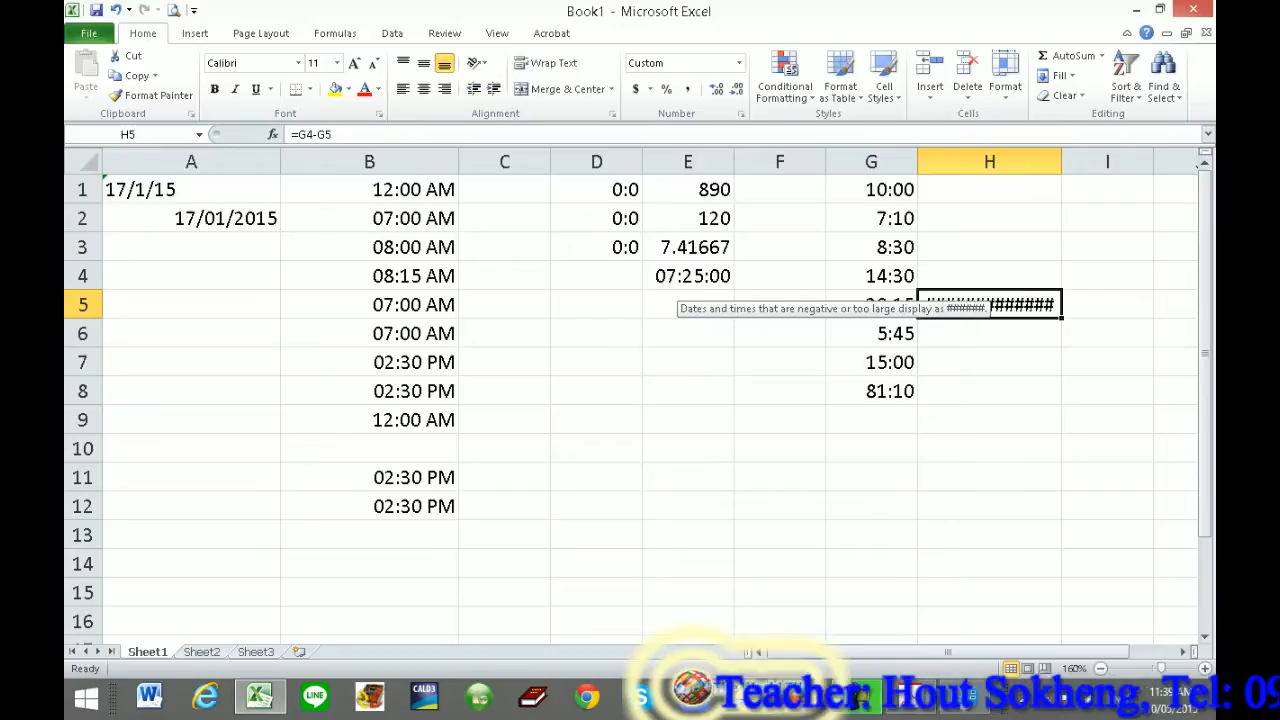 Book1 - Microsoft Excel
File Home Insert Page Layout Formulas Data Review View Acrobat
Paste
Cut
Copy
Format Painter
Clipboard
Calibri 11
B I U
Font
Wrap Text
Merge & Center
Alignment
Custom
$ % ,
Number
Conditional Formatting
Format as Table
Cell Styles
Styles
Insert
Delete
Format
Cells
AutoSum
Fill
Clear
Sort & Filter
Find & Select
Editing
H5 fx =G4-G5
A B C D E F G H I
1 17/1/15 12:00 AM 0:0 890 10:00
2 17/01/2015 07:00 AM 0:0 120 7:10
3 08:00 AM 0:0 7.41667 8:30
4 08:15 AM 07:25:00 14:30
5 07:00 AM
Dates and times that are negative or too large display as ######.
6 07:00 AM 5:45
7 02:30 PM 15:00
8 02:30 PM 81:10
9 12:00 AM
10
11 02:30 PM
12 02:30 PM
13
14
15
16
Sheet1 Sheet2 Sheet3
Ready 160%
LINE
CALD3
Teacher: Hout Sokheng, Tel: 09